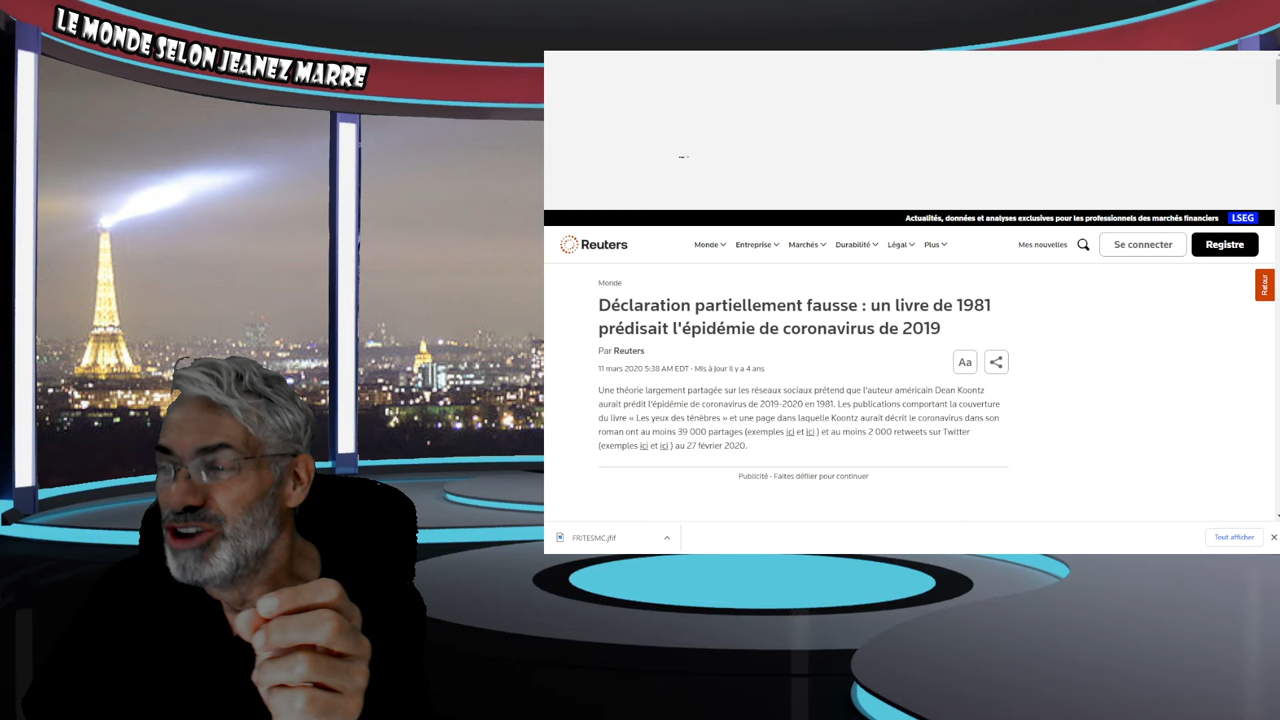 LE MONDE SELON JEANEZ MARRE
Actualités, données et analyses exclusives pour les professionnels des marchés financiers LSEG
Reuters
Monde Entreprise Marchés Durabilité Légal Plus
Mes nouvelles
Se connecter
Registre
Retour
Monde
Déclaration partiellement fausse : un livre de 1981
prédisait l'épidémie de coronavirus de 2019
Par Reuters
Aa
11 mars 2020 5:38 AM EDT · Mis à jour il y a 4 ans
Une théorie largement partagée sur les réseaux sociaux prétend que l'auteur américain Dean Koontz
aurait prédit l'épidémie de coronavirus de 2019-2020 en 1981. Les publications comportant la couverture
du livre « Les yeux des ténèbres » et une page dans laquelle Koontz aurait décrit le coronavirus dans son
roman ont au moins 39 000 partages (exemples ici et ici ) et au moins 2 000 retweets sur Twitter
(exemples ici et ici ) au 27 février 2020.
Publicité · Faites défiler pour continuer
FRITESMC.jfif
Tout afficher